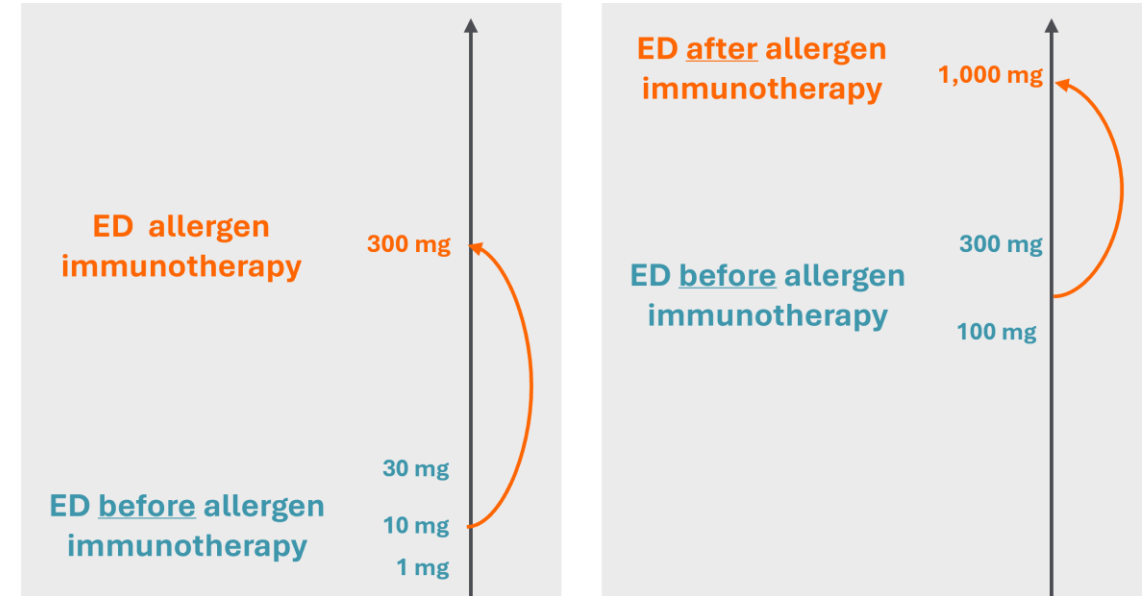 ED allergen
immunotherapy
300 mg
30 mg
ED before allergen
immunotherapy
10 mg
1 mg
ED after allergen
immunotherapy
1,000 mg
300 mg
ED before allergen
immunotherapy
100 mg